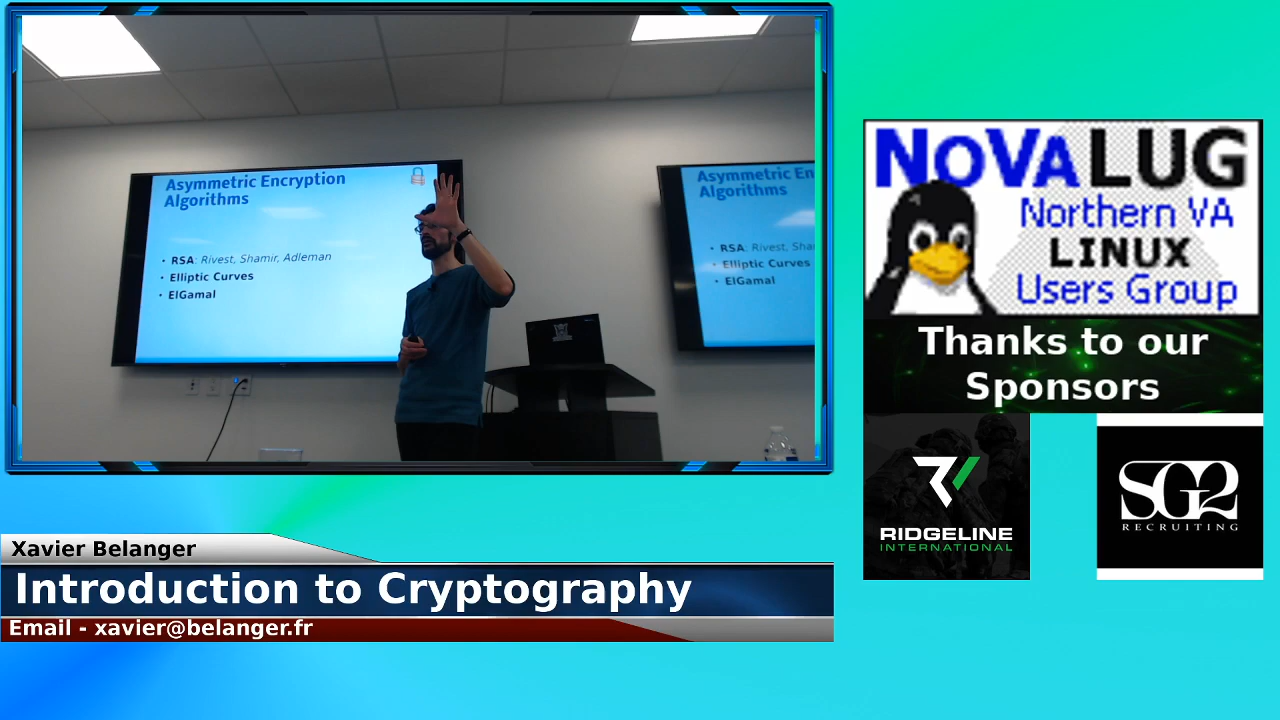 Asymmetric Encryption
Algorithms
• RSA: Rivest, Shamir, Adleman
• Elliptic Curves
• ElGamal
Asymmetric En
Algorithms
• RSA: Rivest, Sha
• Elliptic Curves
• ElGamal
NoVALUG
Northern VA
LINUX
Users Group
Thanks to our
Sponsors
RIDGELINE
INTERNATIONAL
SG2
RECRUITING
Xavier Belanger
Introduction to Cryptography
Email - xavier@belanger.fr